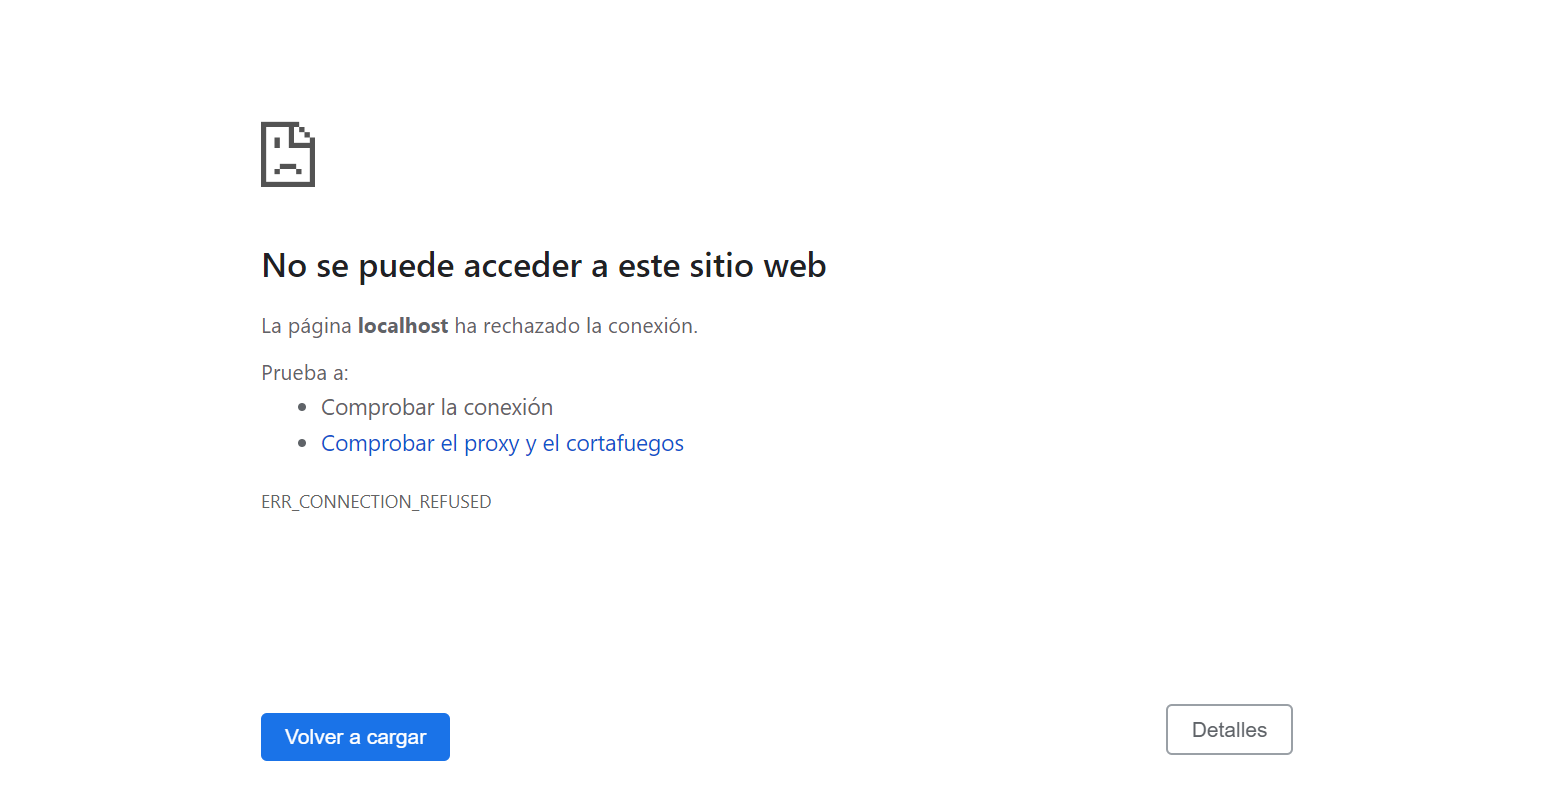 No se puede acceder a este sitio web
La página localhost ha rechazado la conexión.
Prueba a:
Comprobar la conexión
Comprobar el proxy y el cortafuegos
ERR_CONNECTION_REFUSED
Volver a cargar
Detalles